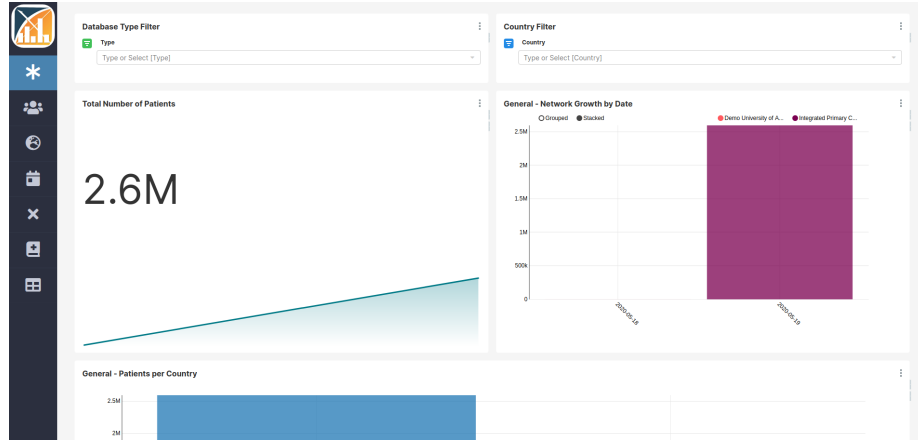 Database Type Filter
Type
Type or Select [Type]
Country Filter
Country
Type or Select [Country]
Total Number of Patients
2.6M
General - Network Growth by Date
Grouped Stacked
Demo University of A... Integrated Primary C...
2.5M
2M
1.5M
1M
500k
0
2020-05-18
2020-05-19
General - Patients per Country
2.5M
2M